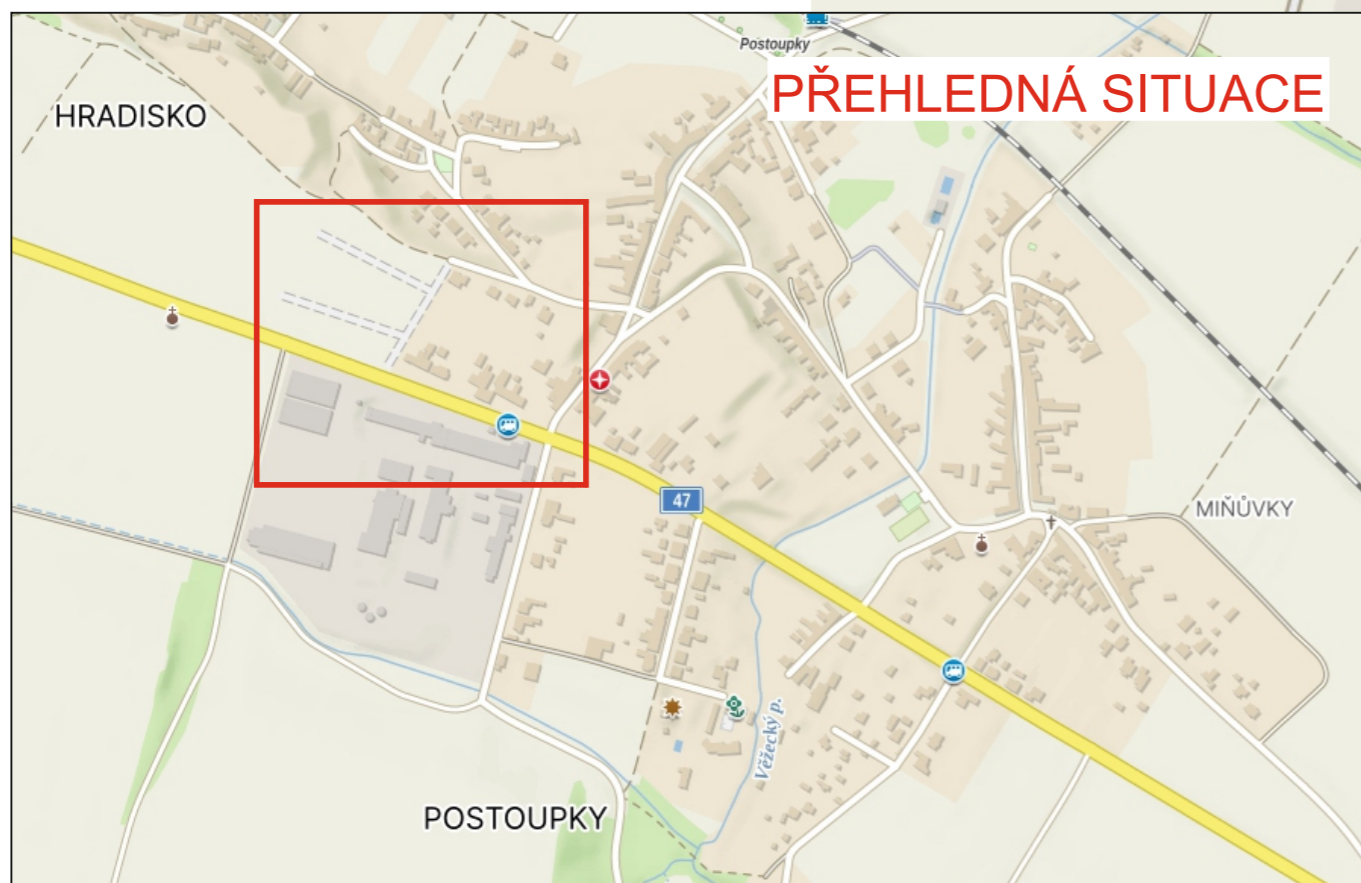 Postoupky
PŘEHLEDNÁ SITUACE
HRADISKO
47
MIŇŮVKY
Věžecký p.
POSTOUPKY